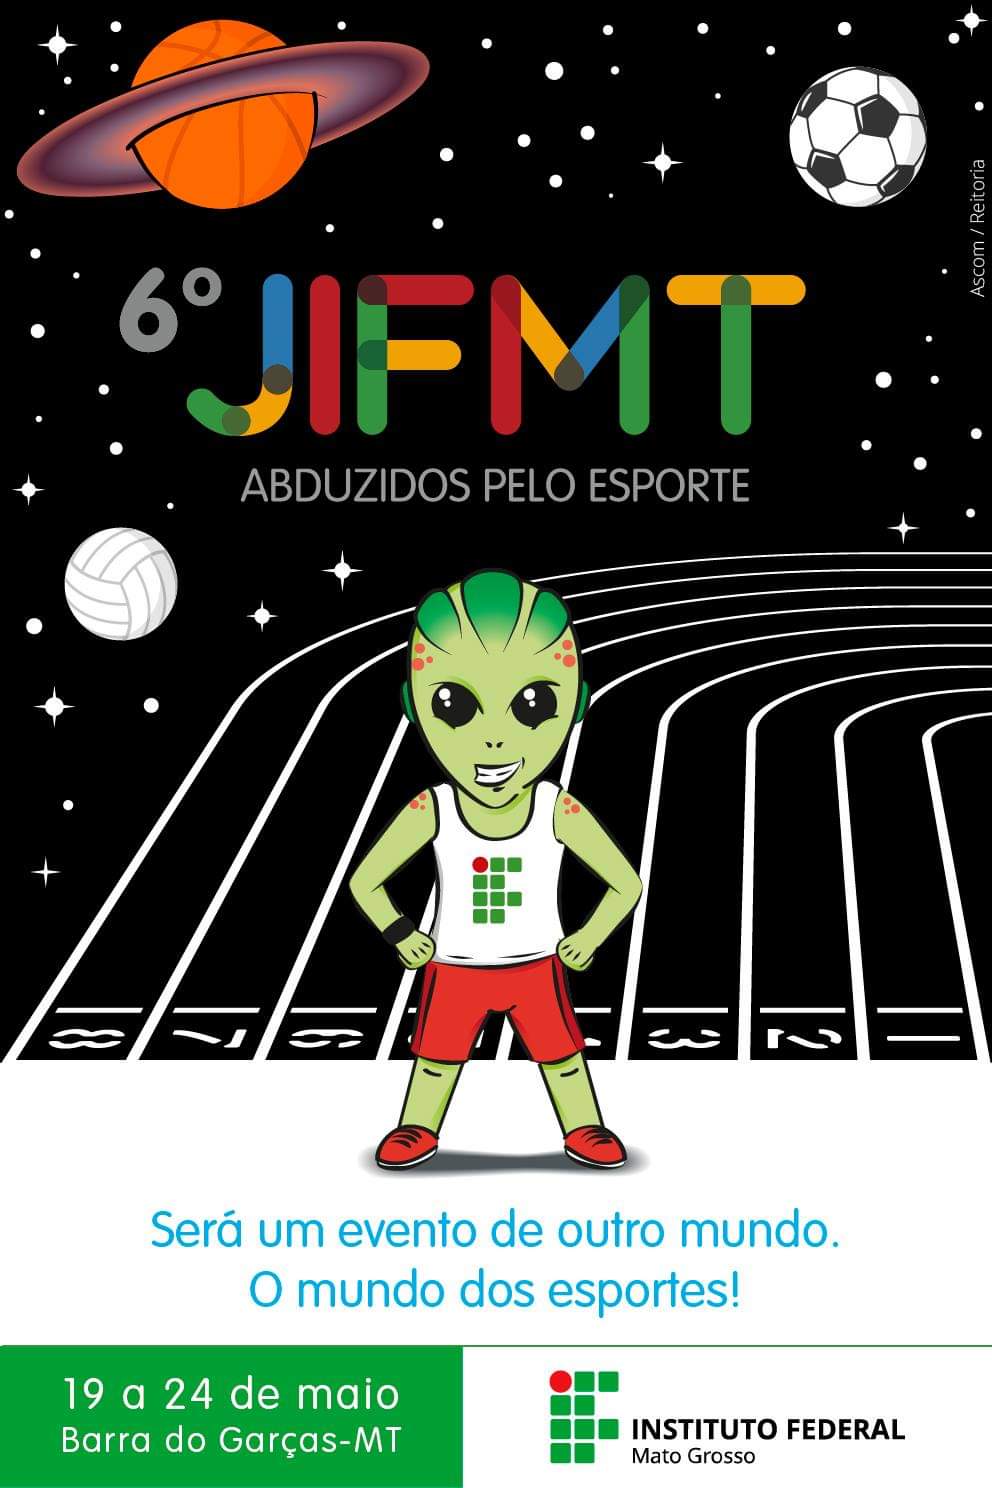 6º JIFMT
ABDUZIDOS PELO ESPORTE
Ascom / Reitoria
8 7 6 3 2 1
Será um evento de outro mundo.
O mundo dos esportes!
19 a 24 de maio
Barra do Garças-MT
INSTITUTO FEDERAL
Mato Grosso